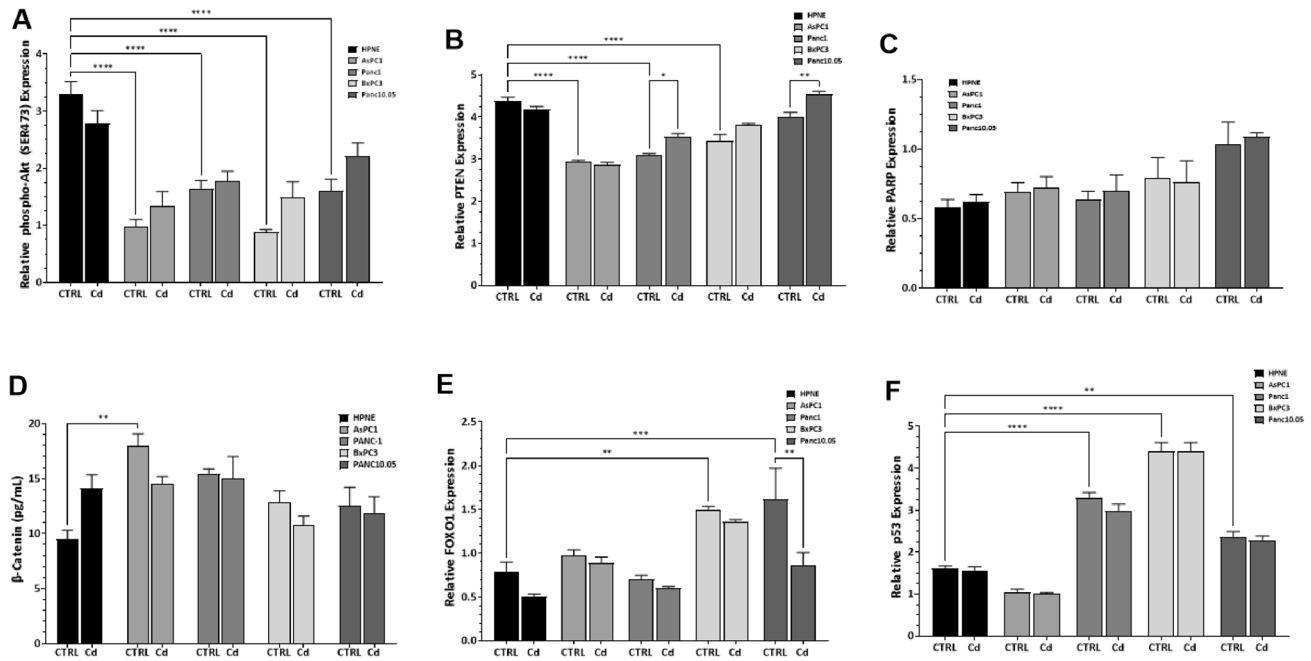 A
****
****
****
****
HPNE
AsPC1
Panc1
BxPC3
Panc10.05
Relative phospho-Akt (SER473) Expression
4
3
2
1
0
CTRL Cd CTRL Cd CTRL Cd CTRL Cd CTRL Cd
B
****
****
****
*
**
HPNE
AsPC1
Panc1
BxPC3
Panc10.05
Relative PTEN Expression
5
4
3
2
1
0
CTRL Cd CTRL Cd CTRL Cd CTRL Cd CTRL Cd
C
HPNE
AsPC1
Panc1
BxPC3
Panc10.05
Relative PARP Expression
1.5
1.0
0.5
0.0
CTRL Cd CTRL Cd CTRL Cd CTRL Cd CTRL Cd
D
**
HPNE
AsPC1
PANC-1
BxPC3
PANC10.05
β-Catenin (pg/mL)
20
15
10
5
0
CTRL Cd CTRL Cd CTRL Cd CTRL Cd CTRL Cd
E
***
**
**
HPNE
AsPC1
Panc1
BxPC3
Panc10.05
Relative FOXO1 Expression
2.5
2.0
1.5
1.0
0.5
0.0
CTRL Cd CTRL Cd CTRL Cd CTRL Cd CTRL Cd
F
**
****
****
HPNE
AsPC1
Panc1
BxPC3
Panc10.05
Relative p53 Expression
5
4
3
2
1
0
CTRL Cd CTRL Cd CTRL Cd CTRL Cd CTRL Cd